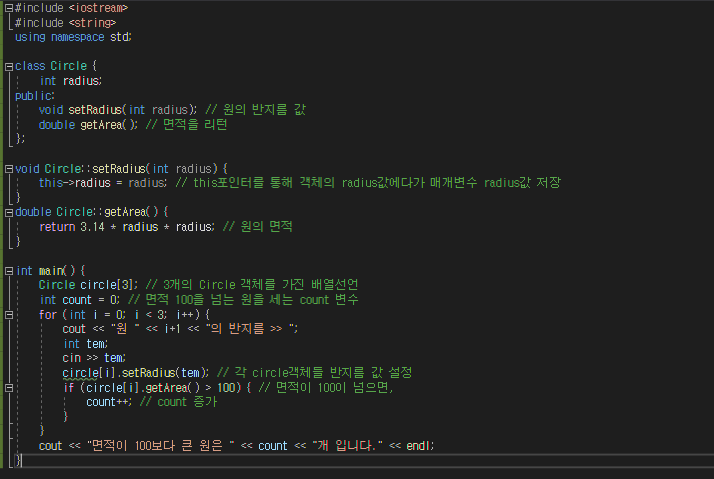 #include <iostream>
#include <string>
using namespace std;
class Circle {
int radius;
public:
void setRadius(int radius); // 원의 반지름 값
double getArea(); // 면적을 리턴
};
void Circle::setRadius(int radius) {
this->radius = radius; // this포인터를 통해 객체의 radius값에다가 매개변수 radius값 저장
}
double Circle::getArea() {
return 3.14 * radius * radius; // 원의 면적
}
int main() {
Circle circle[3]; // 3개의 Circle 객체를 가진 배열선언
int count = 0; // 면적 100을 넘는 원을 세는 count 변수
for (int i = 0; i < 3; i++) {
cout << "원 " << i+1 << "의 반지름 >> ";
int tem;
cin >> tem;
circle[i].setRadius(tem); // 각 circle객체들 반지름 값 설정
if (circle[i].getArea() > 100) { // 면적이 100이 넘으면,
count++; // count 증가
}
}
cout << "면적이 100보다 큰 원은 " << count << "개 입니다." << endl;
}